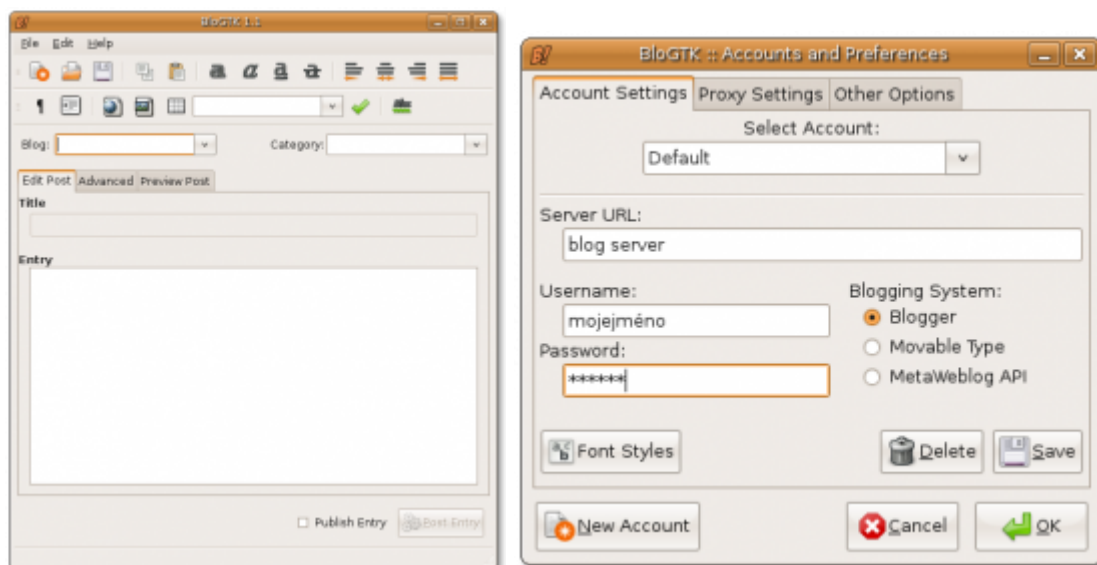 BloGTK 1.1
File Edit Help
Blog:
Category:
Edit Post Advanced Preview Post
Title
Entry
Publish Entry Post Entry
BloGTK :: Accounts and Preferences
Account Settings Proxy Settings Other Options
Select Account:
Default
Server URL:
blog server
Username:
mojejméno
Password:
******
Blogging System:
Blogger
Movable Type
MetaWeblog API
Font Styles Delete Save
New Account Cancel OK